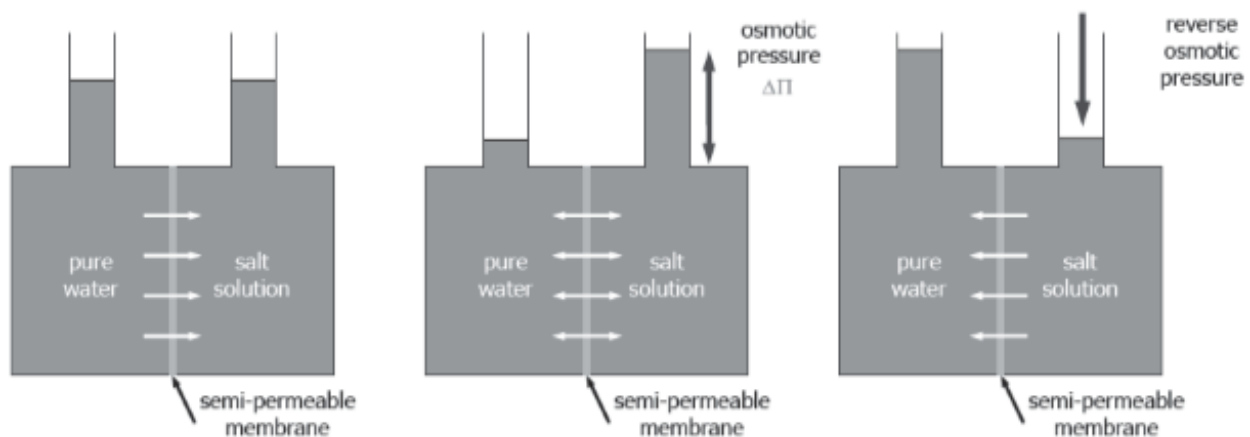 pure
water
salt
solution
semi-permeable
membrane
osmotic
pressure
ΔΠ
pure
water
salt
solution
semi-permeable
membrane
reverse
osmotic
pressure
pure
water
salt
solution
semi-permeable
membrane